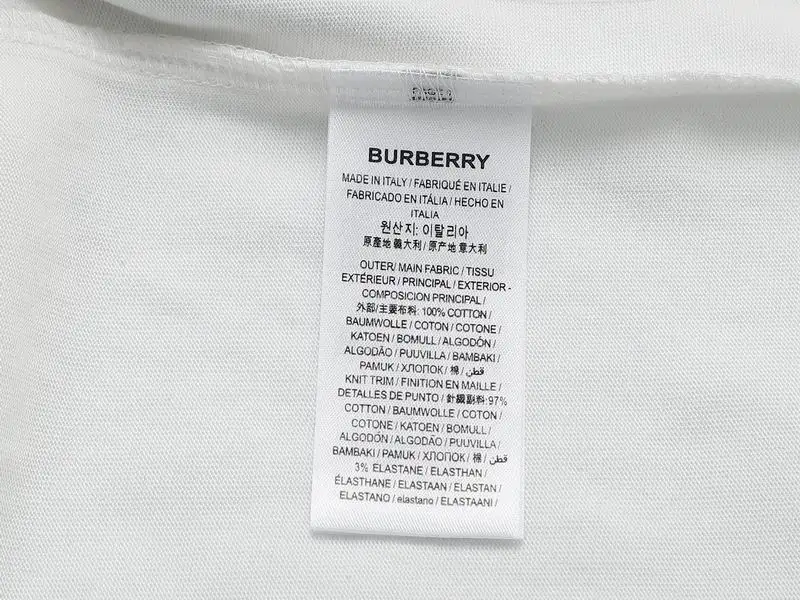 BURBERRY
MADE IN ITALY / FABRIQUÉ EN ITALIE /
FABRICADO EN ITÁLIA / HECHO EN
ITALIA
원산지: 이탈리아
原產地義大利 / 原产地意大利
OUTER/ MAIN FABRIC / TISSU
EXTÉRIEUR / PRINCIPAL / EXTERIOR -
COMPOSICION PRINCIPAL /
外部/主要布料: 100% COTTON /
BAUMWOLLE / COTON / COTONE /
KATOEN / BOMULL / ALGODÓN /
ALGODÃO / PUUVILLA / BAMBAKI /
PAMUK / ХЛОПОК / 棉 / قطن
KNIT TRIM / FINITION EN MAILLE /
DETALLES DE PUNTO / 針織副料: 97%
COTTON / BAUMWOLLE / COTON /
COTONE / KATOEN / BOMULL /
ALGODÓN / ALGODÃO / PUUVILLA /
BAMBAKI / PAMUK / ХЛОПОК / 棉 / قطن
3% ELASTANE / ELASTHAN /
ÉLASTHANE / ELASTAAN / ELASTAN /
ELASTANO / elastano / ELASTAANI /